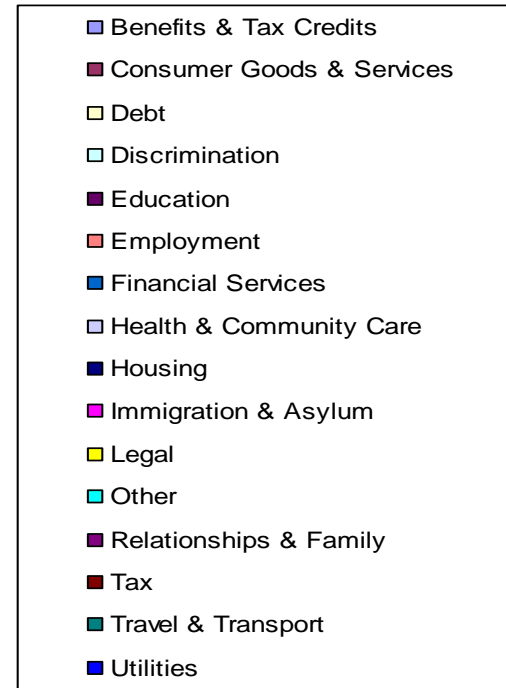 Benefits & Tax Credits
Consumer Goods & Services
Debt
Discrimination
Education
Employment
Financial Services
Health & Community Care
Housing
Immigration & Asylum
Legal
Other
Relationships & Family
Tax
Travel & Transport
Utilities